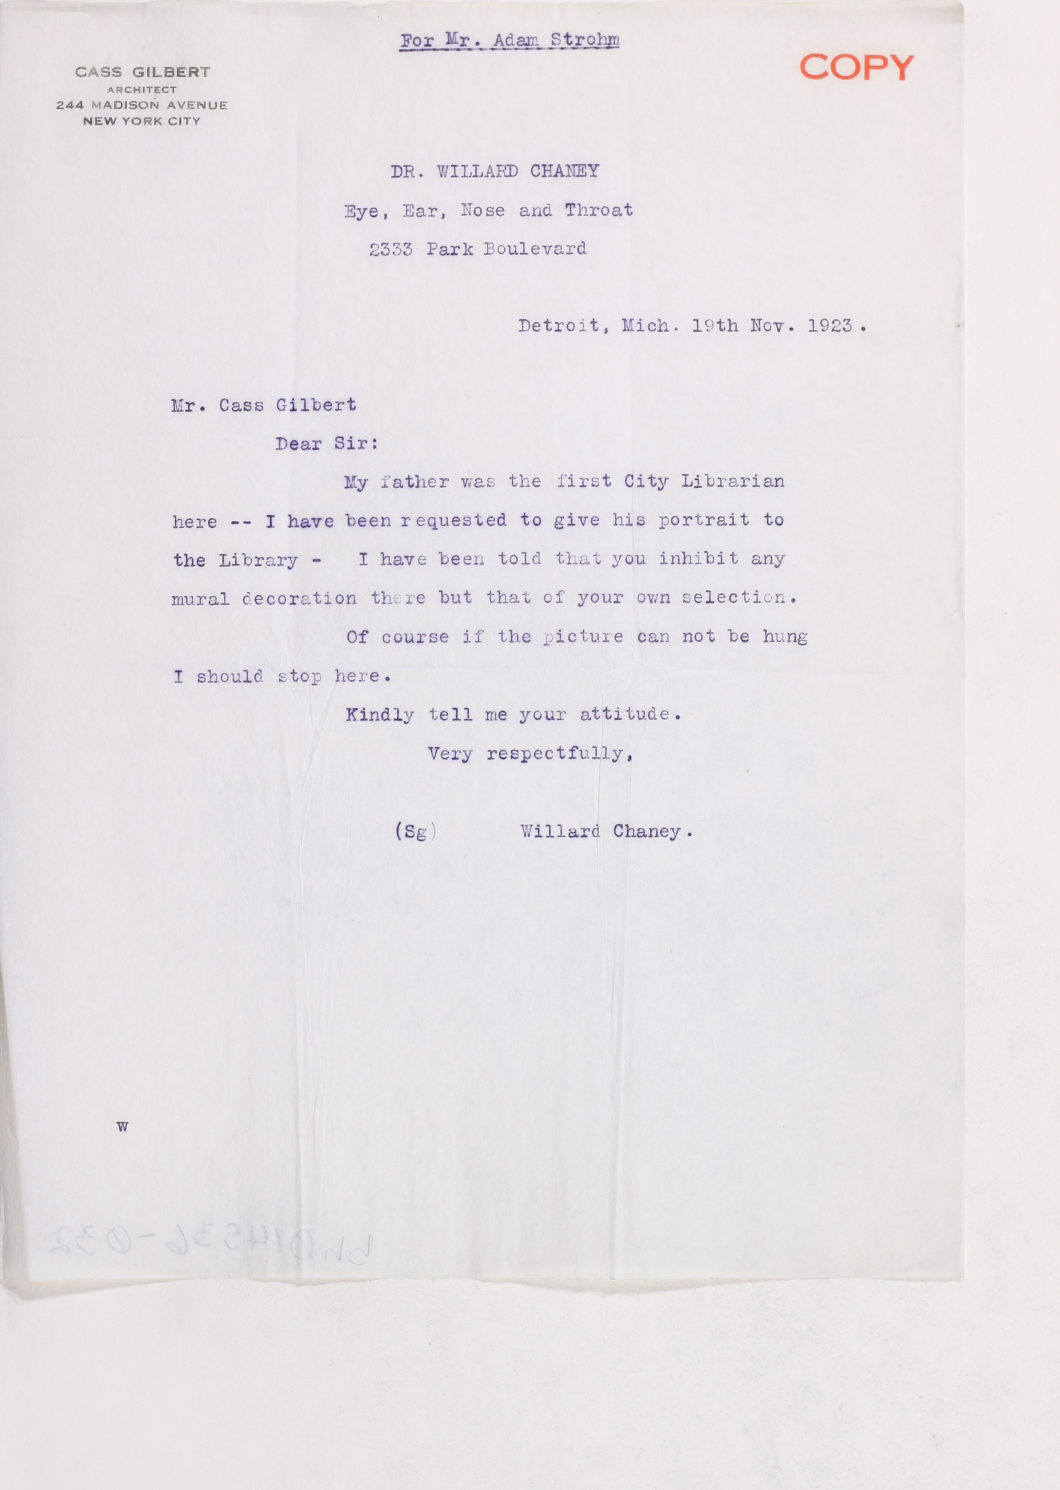 For Mr. Adam Strohm
COPY
CASS GILBERT
ARCHITECT
244 MADISON AVENUE
NEW YORK CITY
DR. WILLARD CHANEY
Eye, Ear, Nose and Throat
2333 Park Boulevard
Detroit, Mich. 19th Nov. 1923.
Mr. Cass Gilbert
Dear Sir:
My father was the first City Librarian
here -- I have been requested to give his portrait to
the Library - I have been told that you inhibit any
mural decoration there but that of your own selection.
Of course if the picture can not be hung
I should stop here.
Kindly tell me your attitude.
Very respectfully,
(Sg) Willard Chaney.
W
bh014536-032